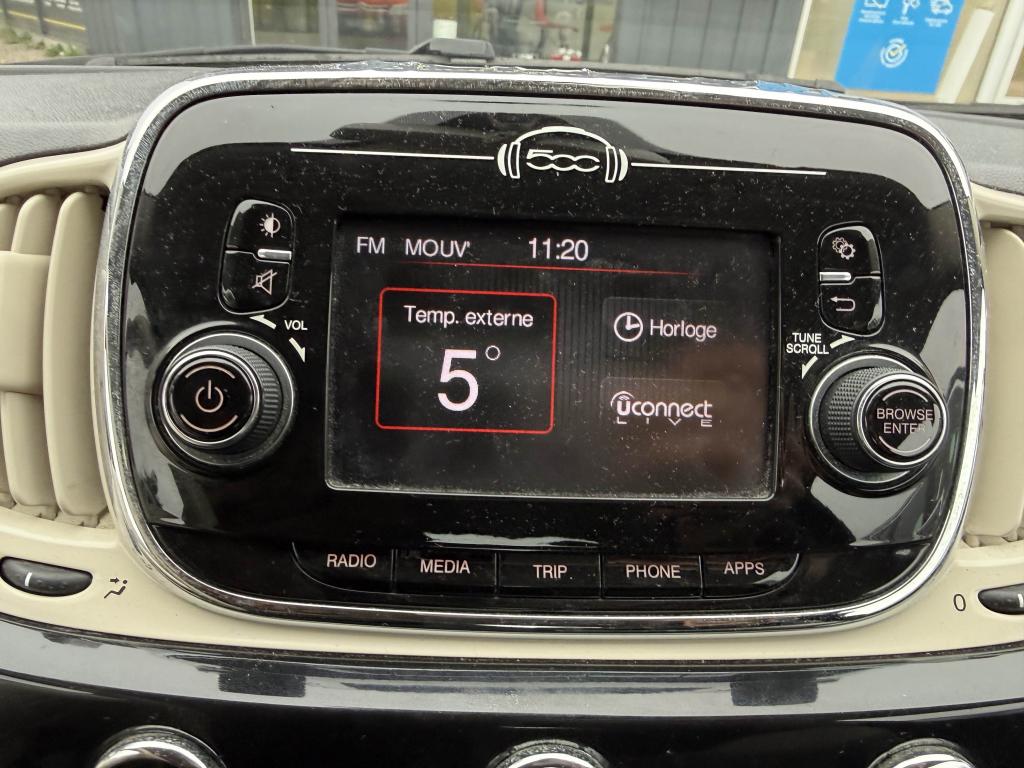 500
FM MOUV' 11:20
Temp. externe
5°
Horloge
uconnect
LIVE
VOL
TUNE
SCROLL
BROWSE
ENTER
RADIO
MEDIA
TRIP
PHONE
APPS
0